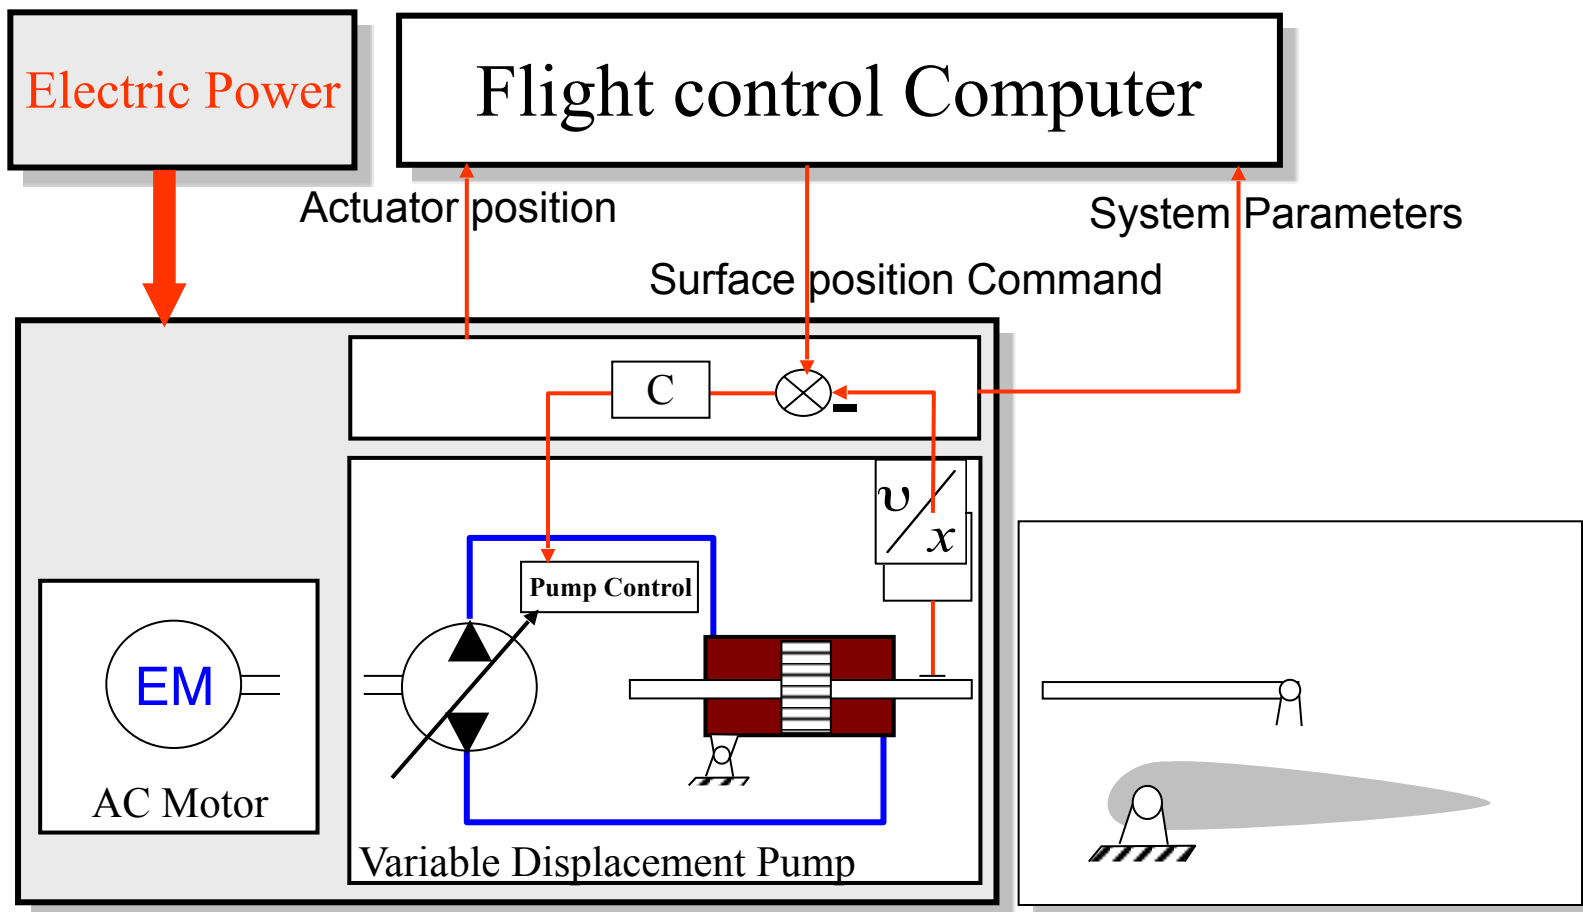 Electric Power
Flight control Computer
Actuator position
System Parameters
Surface position Command
C
υ
x
Pump Control
EM
AC Motor
Variable Displacement Pump